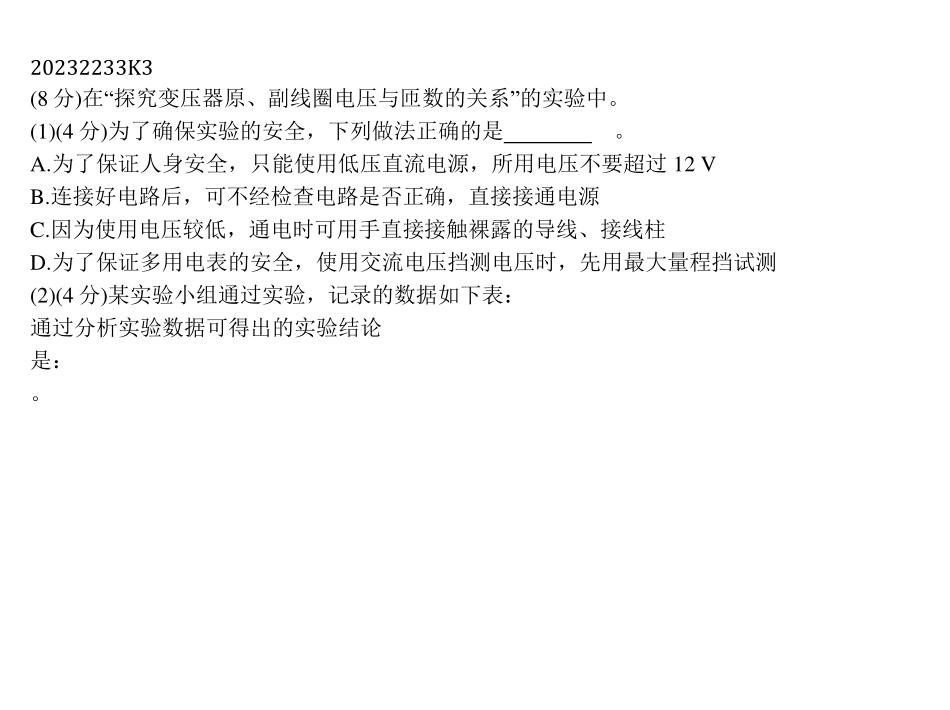 20232233K3
(8 分)在“探究变压器原、副线圈电压与匝数的关系”的实验中。
(1)(4 分)为了确保实验的安全，下列做法正确的是________ 。
A.为了保证人身安全，只能使用低压直流电源，所用电压不要超过 12 V
B.连接好电路后，可不经检查电路是否正确，直接接通电源
C.因为使用电压较低，通电时可用手直接接触裸露的导线、接线柱
D.为了保证多用电表的安全，使用交流电压挡测电压时，先用最大量程挡试测
(2)(4 分)某实验小组通过实验，记录的数据如下表：
通过分析实验数据可得出的实验结论
是：
。